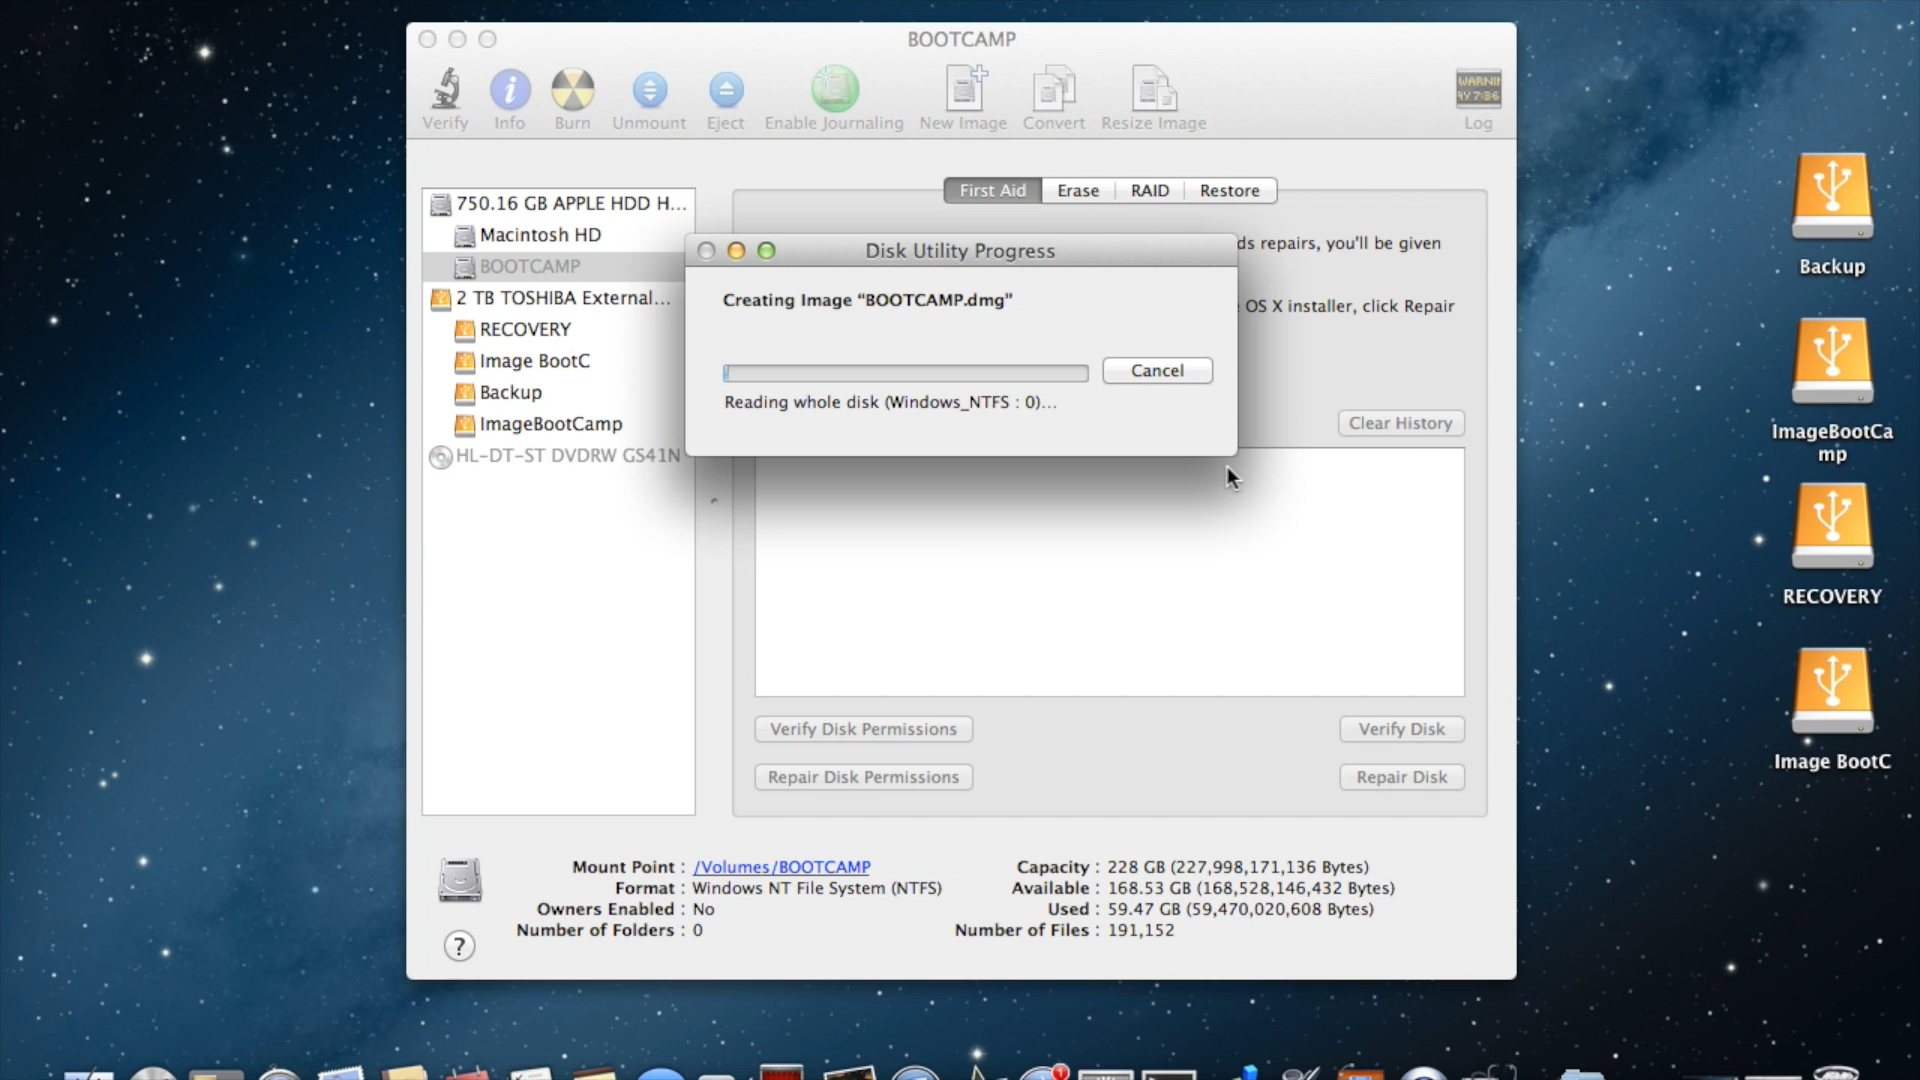 BOOTCAMP
Verify Info Burn Unmount Eject Enable Journaling New Image Convert Resize Image Log
WARNIN
AY 7:36
First Aid Erase RAID Restore
750.16 GB APPLE HDD H...
Macintosh HD
BOOTCAMP
2 TB TOSHIBA External...
RECOVERY
Image BootC
Backup
ImageBootCamp
HL-DT-ST DVDRW GS41N
ds repairs, you'll be given
OS X installer, click Repair
Disk Utility Progress
Creating Image “BOOTCAMP.dmg”
Cancel
Reading whole disk (Windows_NTFS : 0)...
Clear History
Verify Disk Permissions Verify Disk
Repair Disk Permissions Repair Disk
Mount Point : /Volumes/BOOTCAMP
Format : Windows NT File System (NTFS)
Owners Enabled : No
Number of Folders : 0
Capacity : 228 GB (227,998,171,136 Bytes)
Available : 168.53 GB (168,528,146,432 Bytes)
Used : 59.47 GB (59,470,020,608 Bytes)
Number of Files : 191,152
?
Backup
ImageBootCa
mp
RECOVERY
Image BootC
1